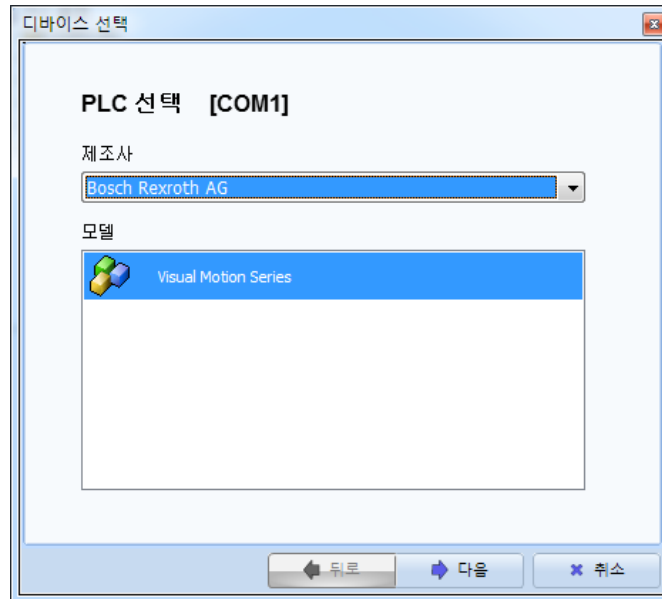 디바이스 선택
PLC 선택 [COM1]
제조사
Bosch Rexroth AG
모델
Visual Motion Series
뒤로
다음
취소